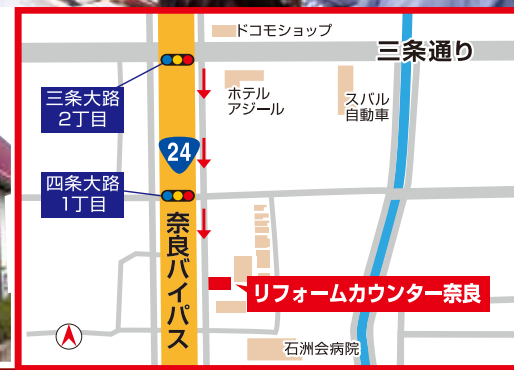 ドコモショップ
三条通り
三条大路
2丁目
ホテル
アジール
スバル
自動車
24
四条大路
1丁目
奈良バイパス
リフォームカウンター奈良
石洲会病院